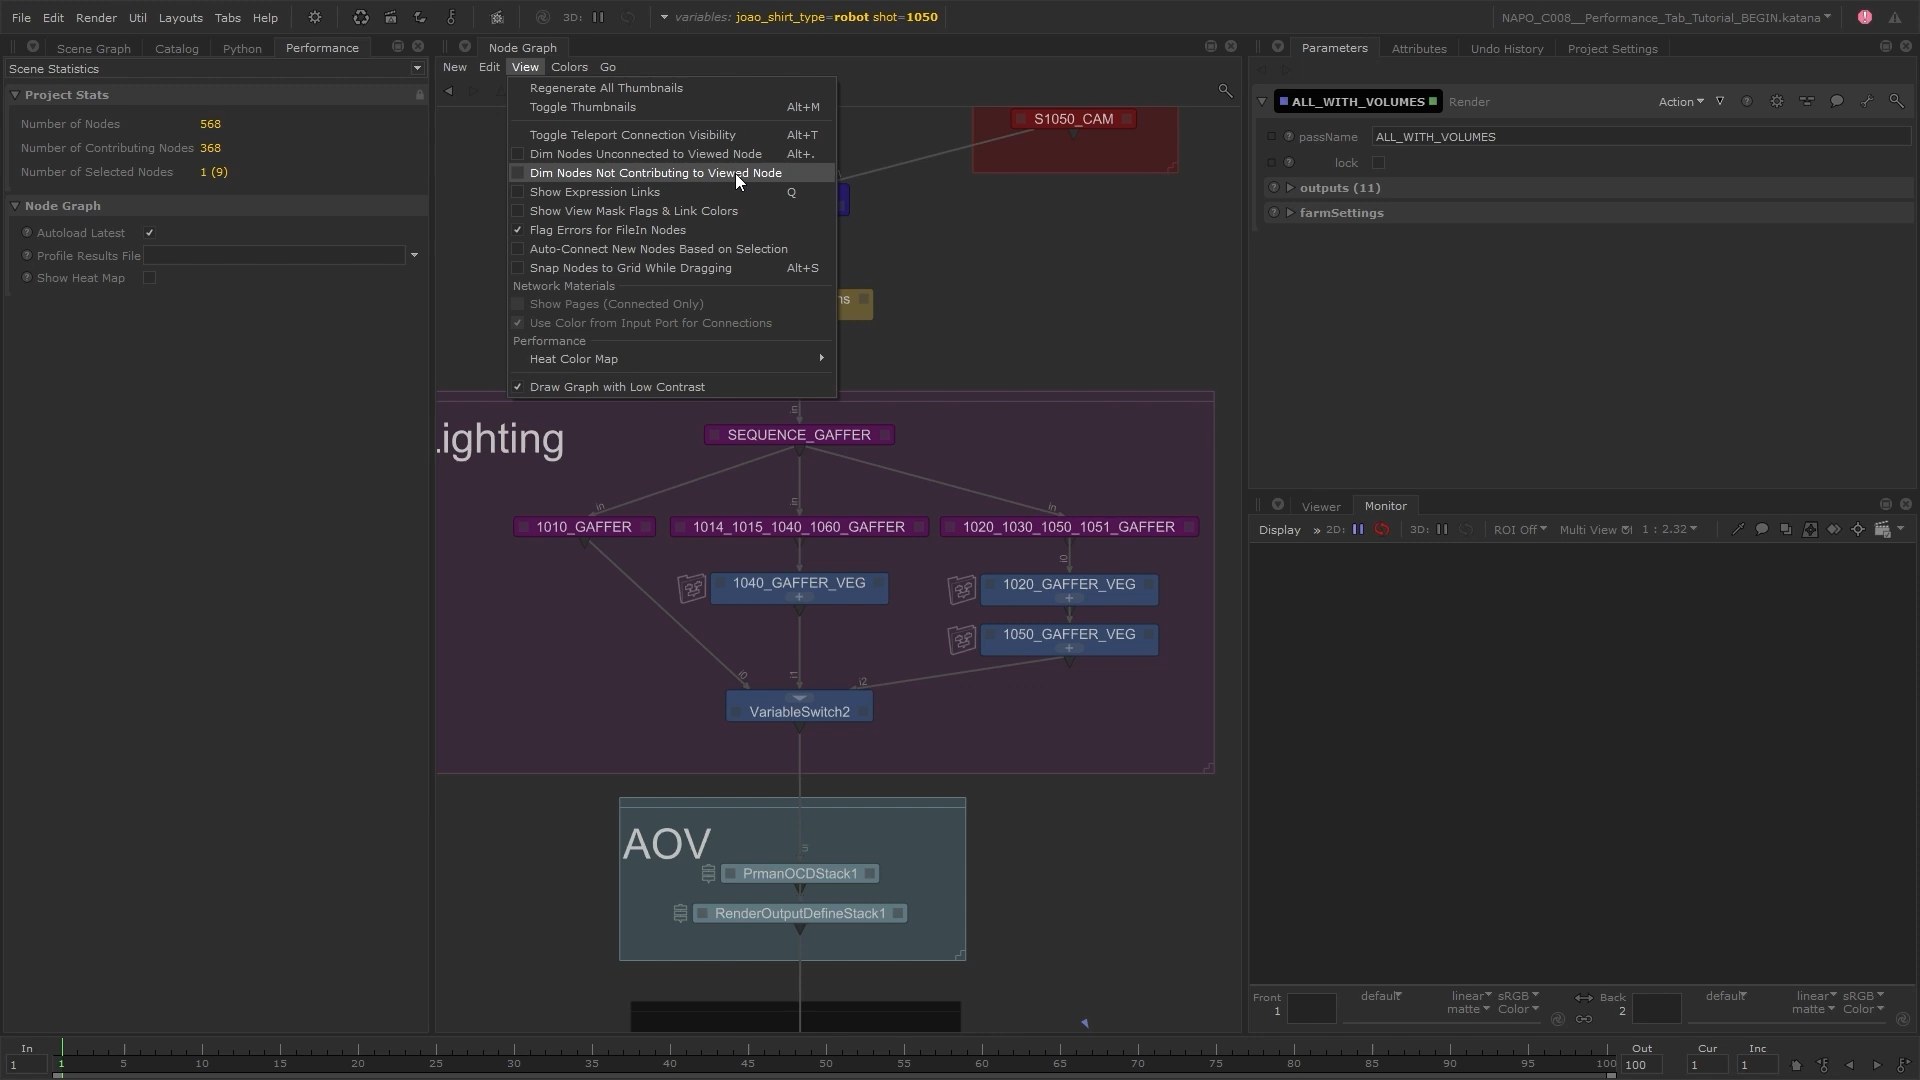 File Edit Render Util Layouts Tabs Help 3D: variables: joao_shirt_type=robot shot=1050 NAPO_C008__Performance_Tab_Tutorial_BEGIN.katana
Scene Graph Catalog Python Performance
Scene Statistics
Project Stats
Number of Nodes 568
Number of Contributing Nodes 368
Number of Selected Nodes 1 (9)
Node Graph
Autoload Latest
Profile Results File
Show Heat Map
Node Graph
New Edit View Colors Go
Regenerate All Thumbnails
Toggle Thumbnails Alt+M
Toggle Teleport Connection Visibility Alt+T
Dim Nodes Unconnected to Viewed Node Alt+.
Dim Nodes Not Contributing to Viewed Node
Show Expression Links Q
Show View Mask Flags & Link Colors
Flag Errors for FileIn Nodes
Auto-Connect New Nodes Based on Selection
Snap Nodes to Grid While Dragging Alt+S
Network Materials
Show Pages (Connected Only)
Use Color from Input Port for Connections
Performance
Heat Color Map
Draw Graph with Low Contrast
S1050_CAM
ns
in
.ighting
SEQUENCE_GAFFER
in in in
1010_GAFFER 1014_1015_1040_1060_GAFFER 1020_1030_1050_1051_GAFFER
i0
1040_GAFFER_VEG 1020_GAFFER_VEG
1050_GAFFER_VEG
i0 i1 i2
VariableSwitch2
AOV
PrmanOCDStack1
RenderOutputDefineStack1
Parameters Attributes Undo History Project Settings
ALL_WITH_VOLUMES Render Action
passName ALL_WITH_VOLUMES
lock
outputs (11)
farmSettings
Viewer Monitor
Display » 2D: 3D: ROI Off Multi View 1 : 2.32
Front default linear sRGB Back default linear sRGB
1 matte Color 2 matte Color
In Out Cur Inc
1 1 5 10 15 20 25 30 35 40 45 50 55 60 65 70 75 80 85 90 95 100 100 1 1